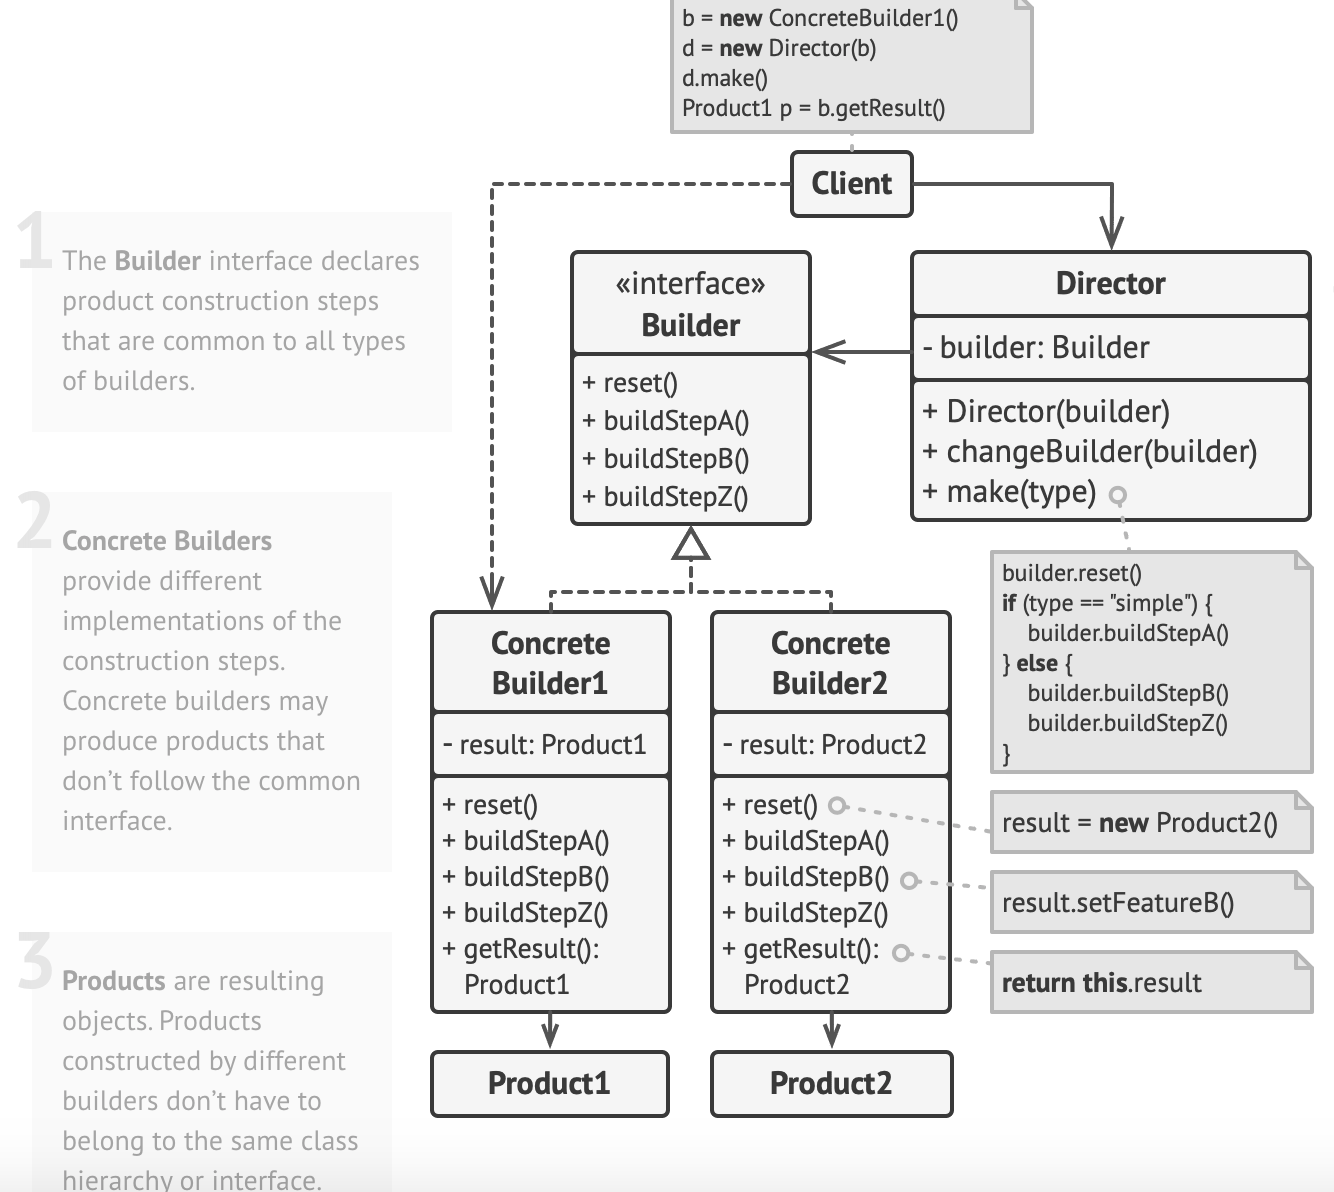 b = new ConcreteBuilder1()
d = new Director(b)
d.make()
Product1 p = b.getResult()
Client
1
The Builder interface declares
product construction steps
that are common to all types
of builders.
«interface»
Builder
+ reset()
+ buildStepA()
+ buildStepB()
+ buildStepZ()
Director
- builder: Builder
+ Director(builder)
+ changeBuilder(builder)
+ make(type)
builder.reset()
if (type == "simple") {
builder.buildStepA()
} else {
builder.buildStepB()
builder.buildStepZ()
}
2
Concrete Builders
provide different
implementations of the
construction steps.
Concrete builders may
produce products that
don’t follow the common
interface.
Concrete
Builder1
- result: Product1
+ reset()
+ buildStepA()
+ buildStepB()
+ buildStepZ()
+ getResult():
Product1
Concrete
Builder2
- result: Product2
+ reset()
+ buildStepA()
+ buildStepB()
+ buildStepZ()
+ getResult():
Product2
result = new Product2()
result.setFeatureB()
return this.result
3
Products are resulting
objects. Products
constructed by different
builders don’t have to
belong to the same class
hierarchy or interface.
Product1
Product2